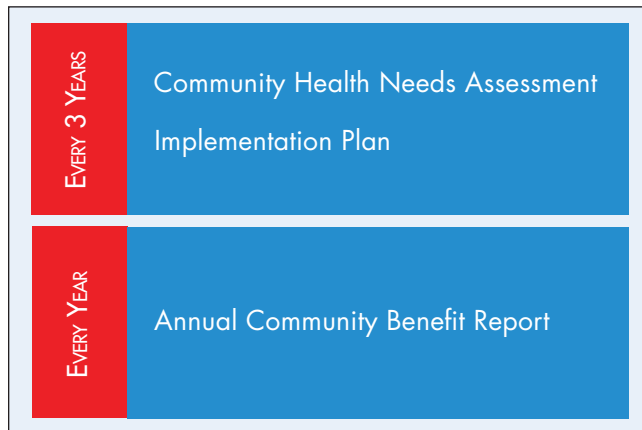 Every 3 Years
Community Health Needs Assessment
Implementation Plan
Every Year
Annual Community Benefit Report